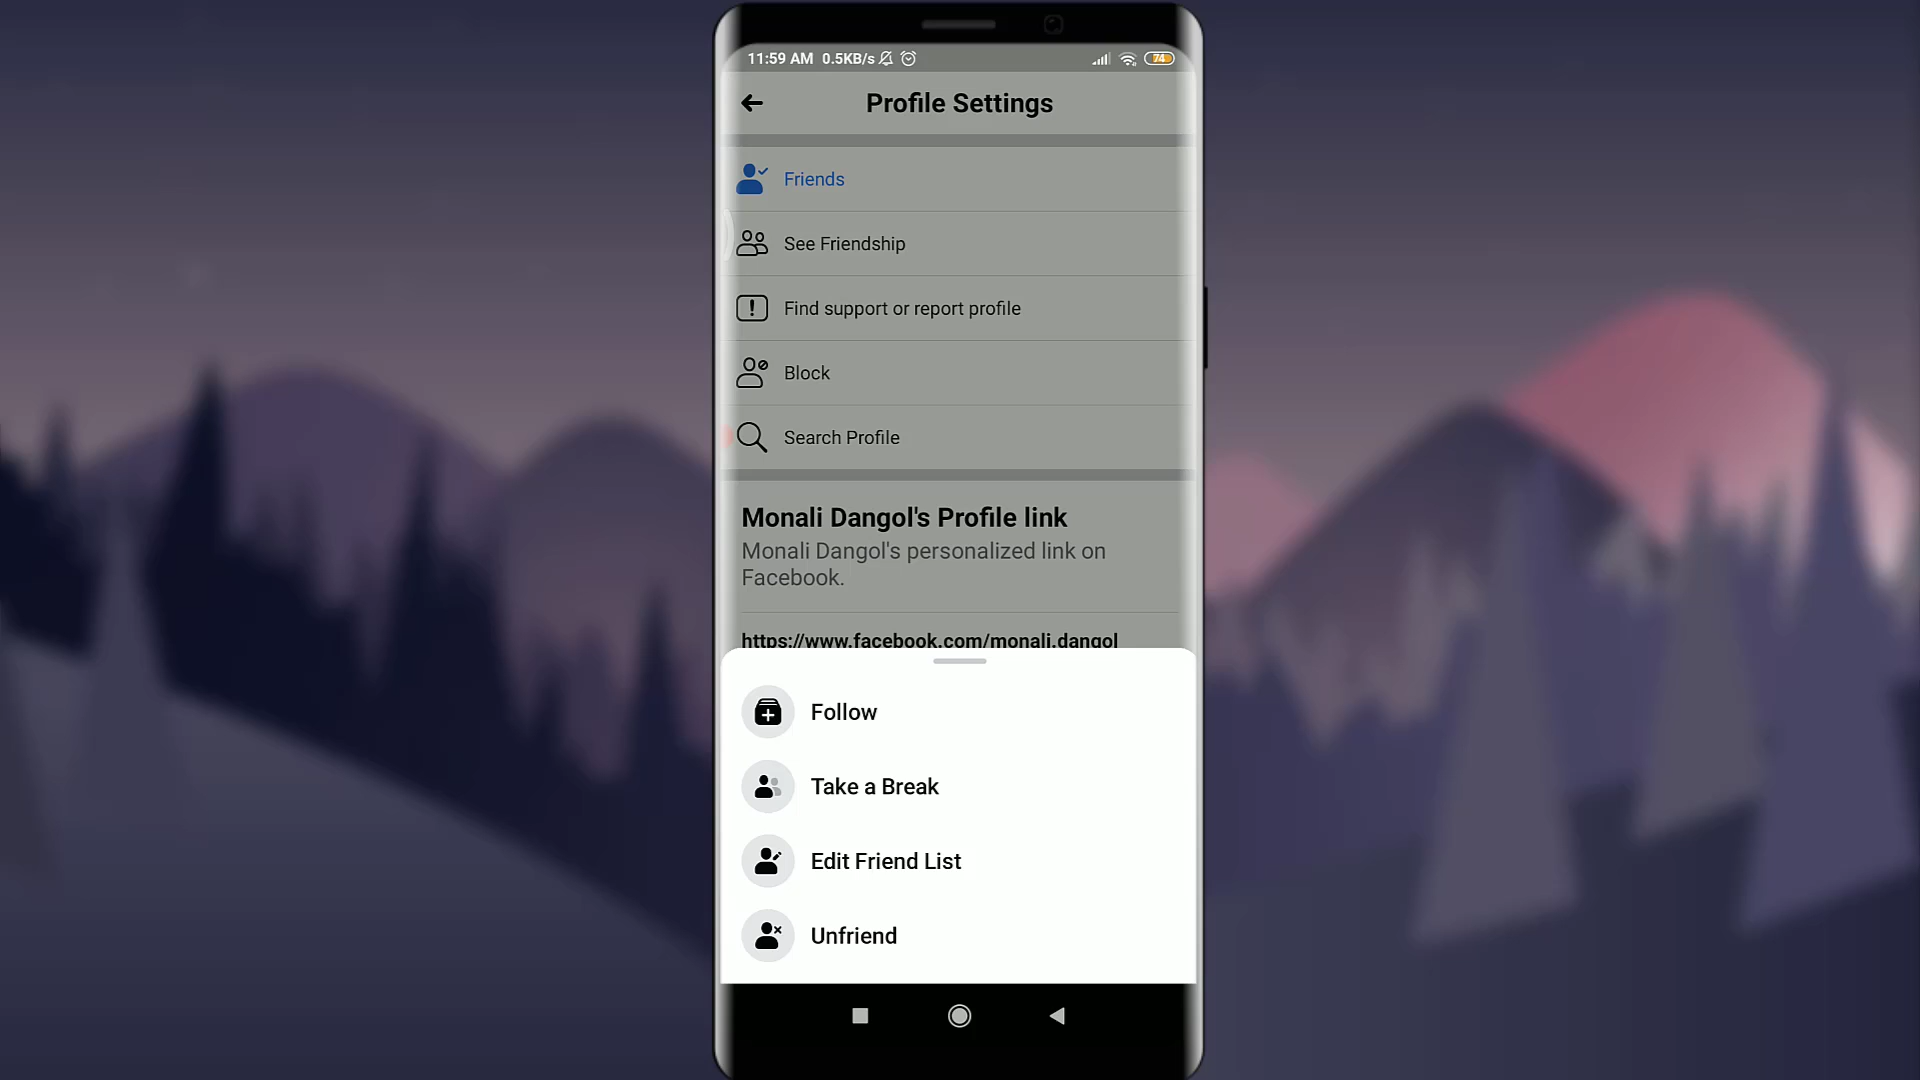 11:59 AM 0.5KB/s
74
Profile Settings
Friends
See Friendship
Find support or report profile
Block
Search Profile
Monali Dangol's Profile link
Monali Dangol's personalized link on
Facebook.
https://www.facebook.com/monali.dangol
Follow
Take a Break
Edit Friend List
Unfriend